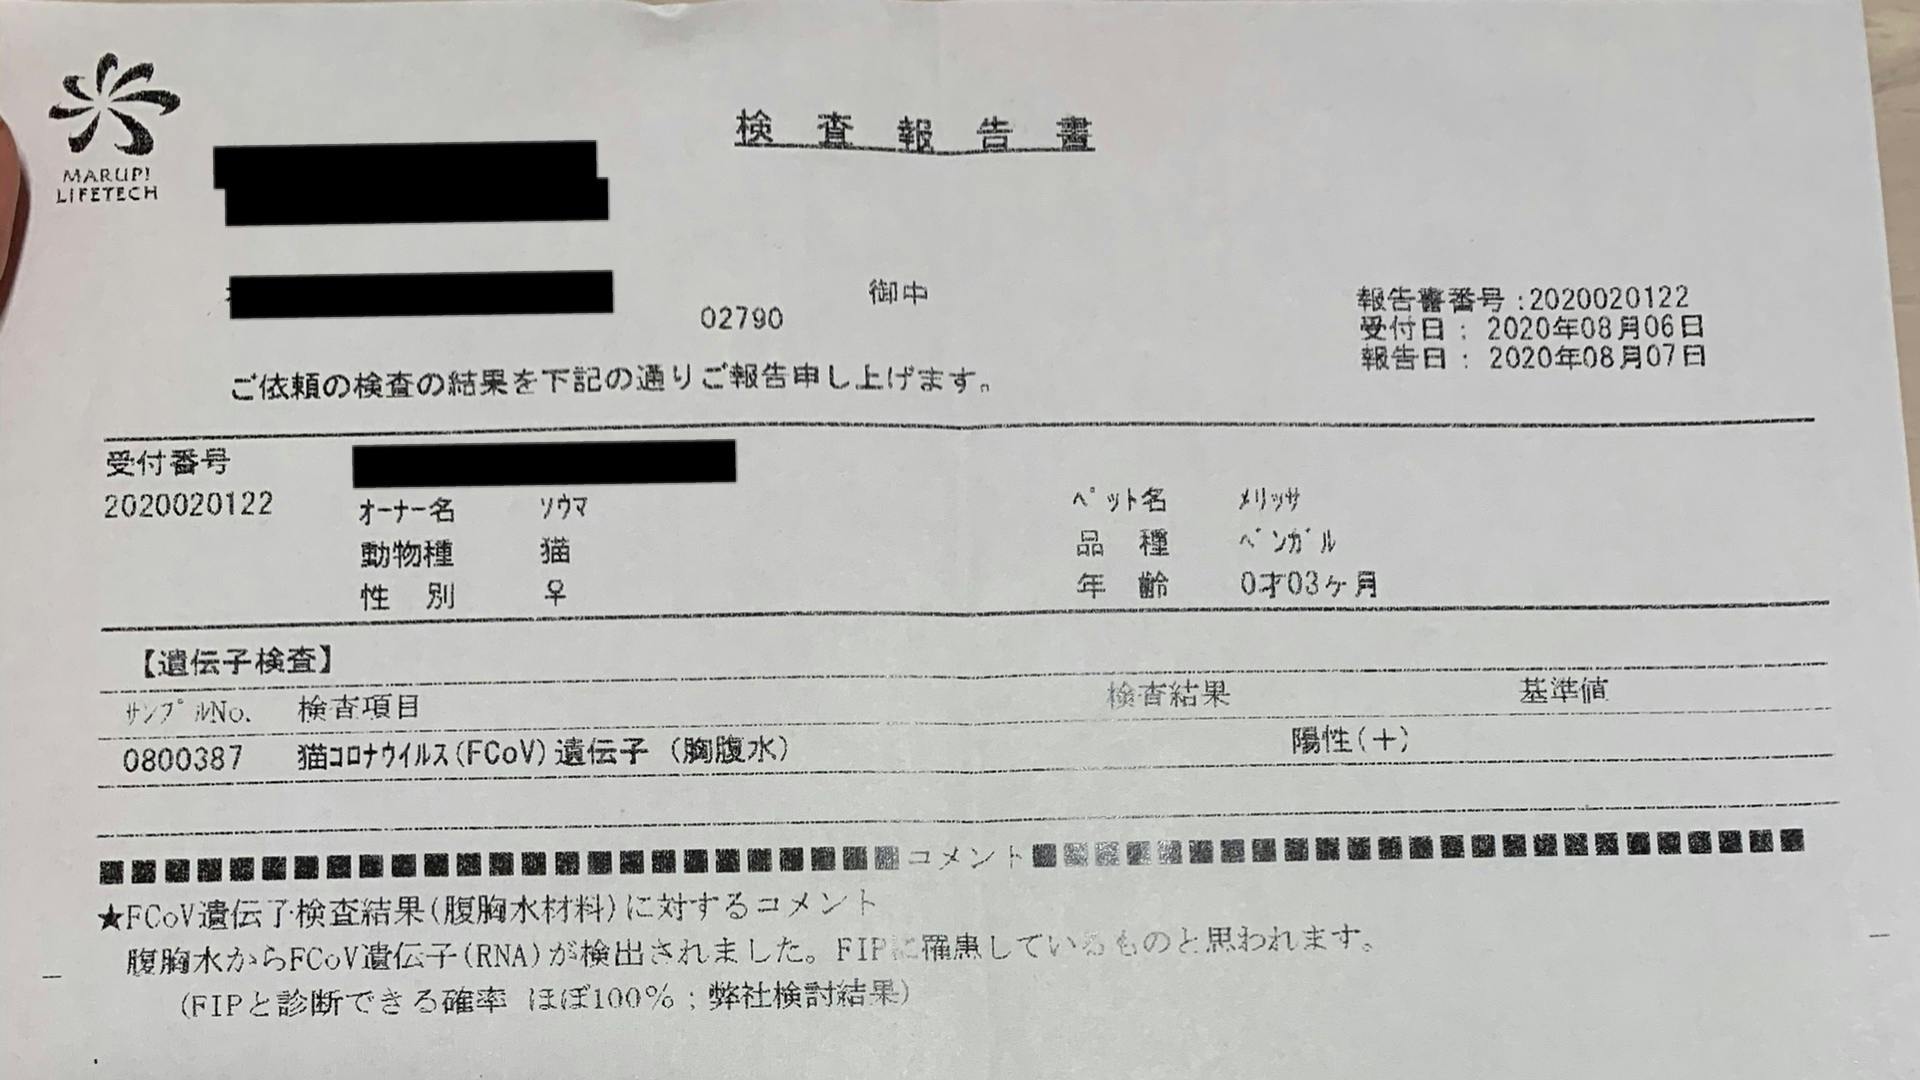 MARUPI
LIFETECH
検査報告書
御中
02790
報告書番号:2020020122
受付日: 2020年08月06日
報告日: 2020年08月07日
ご依頼の検査の結果を下記の通りご報告申し上げます。
受付番号
2020020122
オーナー名 ソウマ
動物種 猫
性 別 ♀
ペット名 メリッサ
品 種 ベンガル
年 齢 0才03ヶ月
【遺伝子検査】
サンプルNo. 検査項目 検査結果 基準値
0800387 猫コロナウイルス(FCoV)遺伝子 (胸腹水) 陽性(+)
コメント
★FCoV遺伝子検査結果(腹胸水材料)に対するコメント
腹胸水からFCoV遺伝子(RNA)が検出されました。FIPに罹患しているものと思われます。
(FIPと診断できる確率 ほぼ100%;弊社検討結果)